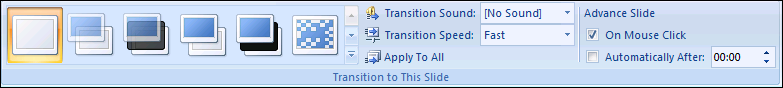 Transition Sound: [No Sound]
Advance Slide
Transition Speed: Fast
On Mouse Click
Apply To All
Automatically After: 00:00
Transition to This Slide